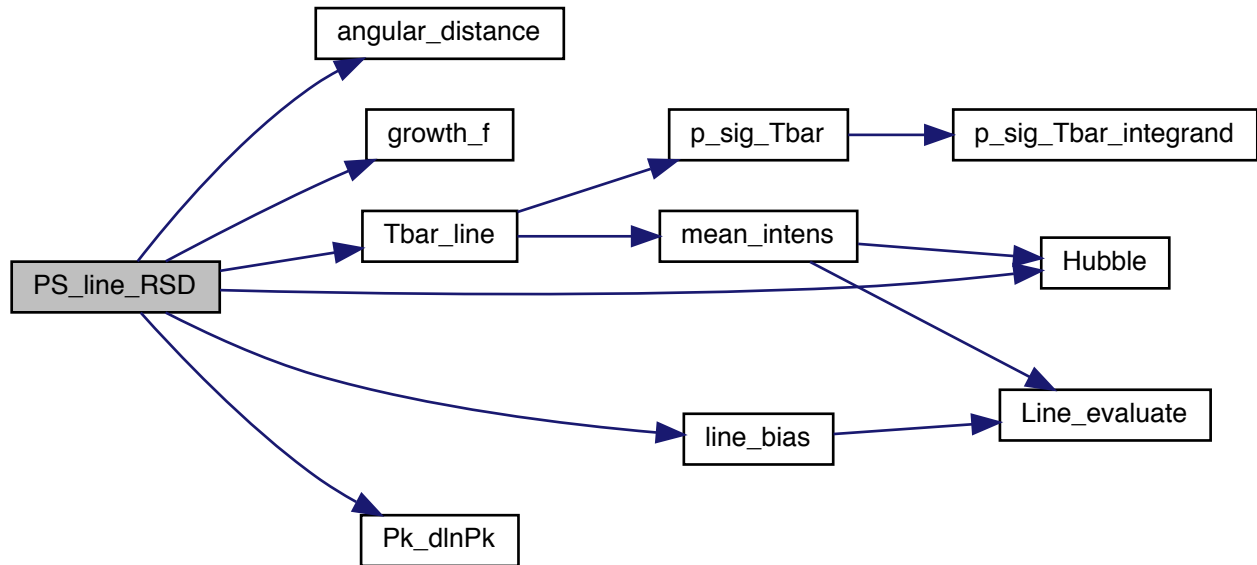 angular_distance
growth_f
p_sig_Tbar
p_sig_Tbar_integrand
Tbar_line
mean_intens
Hubble
PS_line_RSD
line_bias
Line_evaluate
Pk_dlnPk